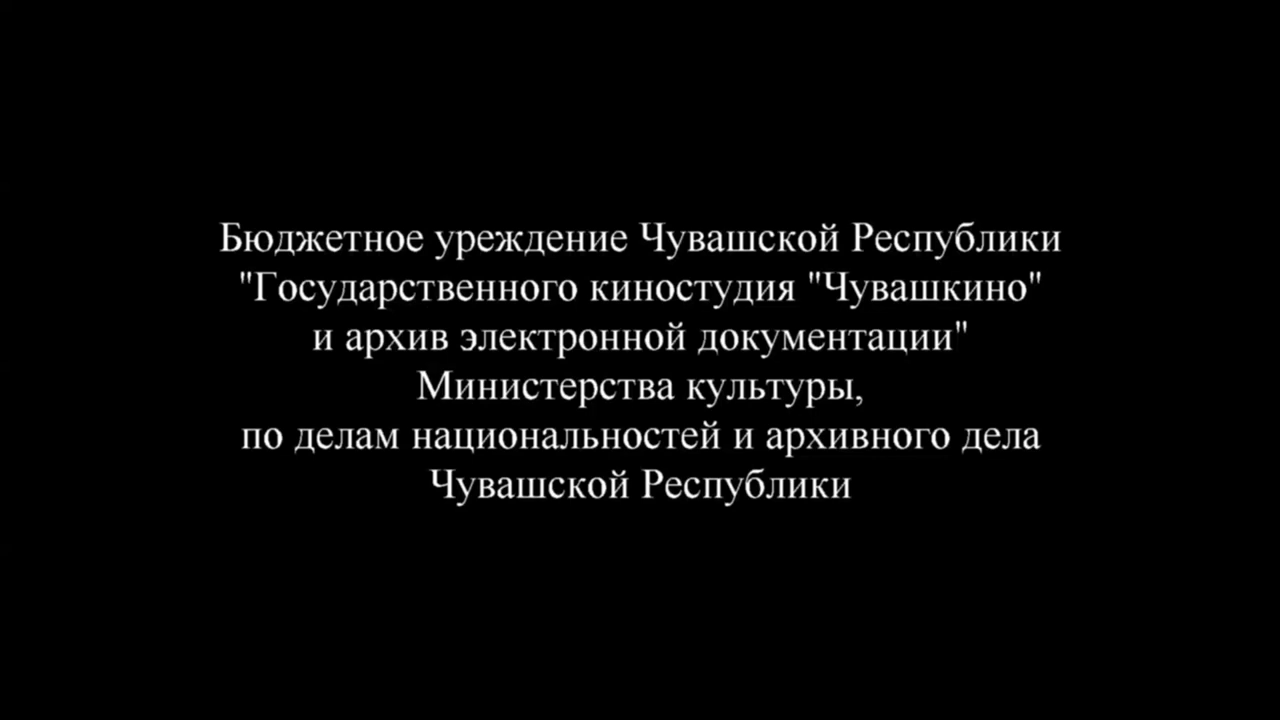 Бюджетное уреждение Чувашской Республики
"Государственного киностудия "Чувашкино"
и архив электронной документации"
Министерства культуры,
по делам национальностей и архивного дела
Чувашской Республики